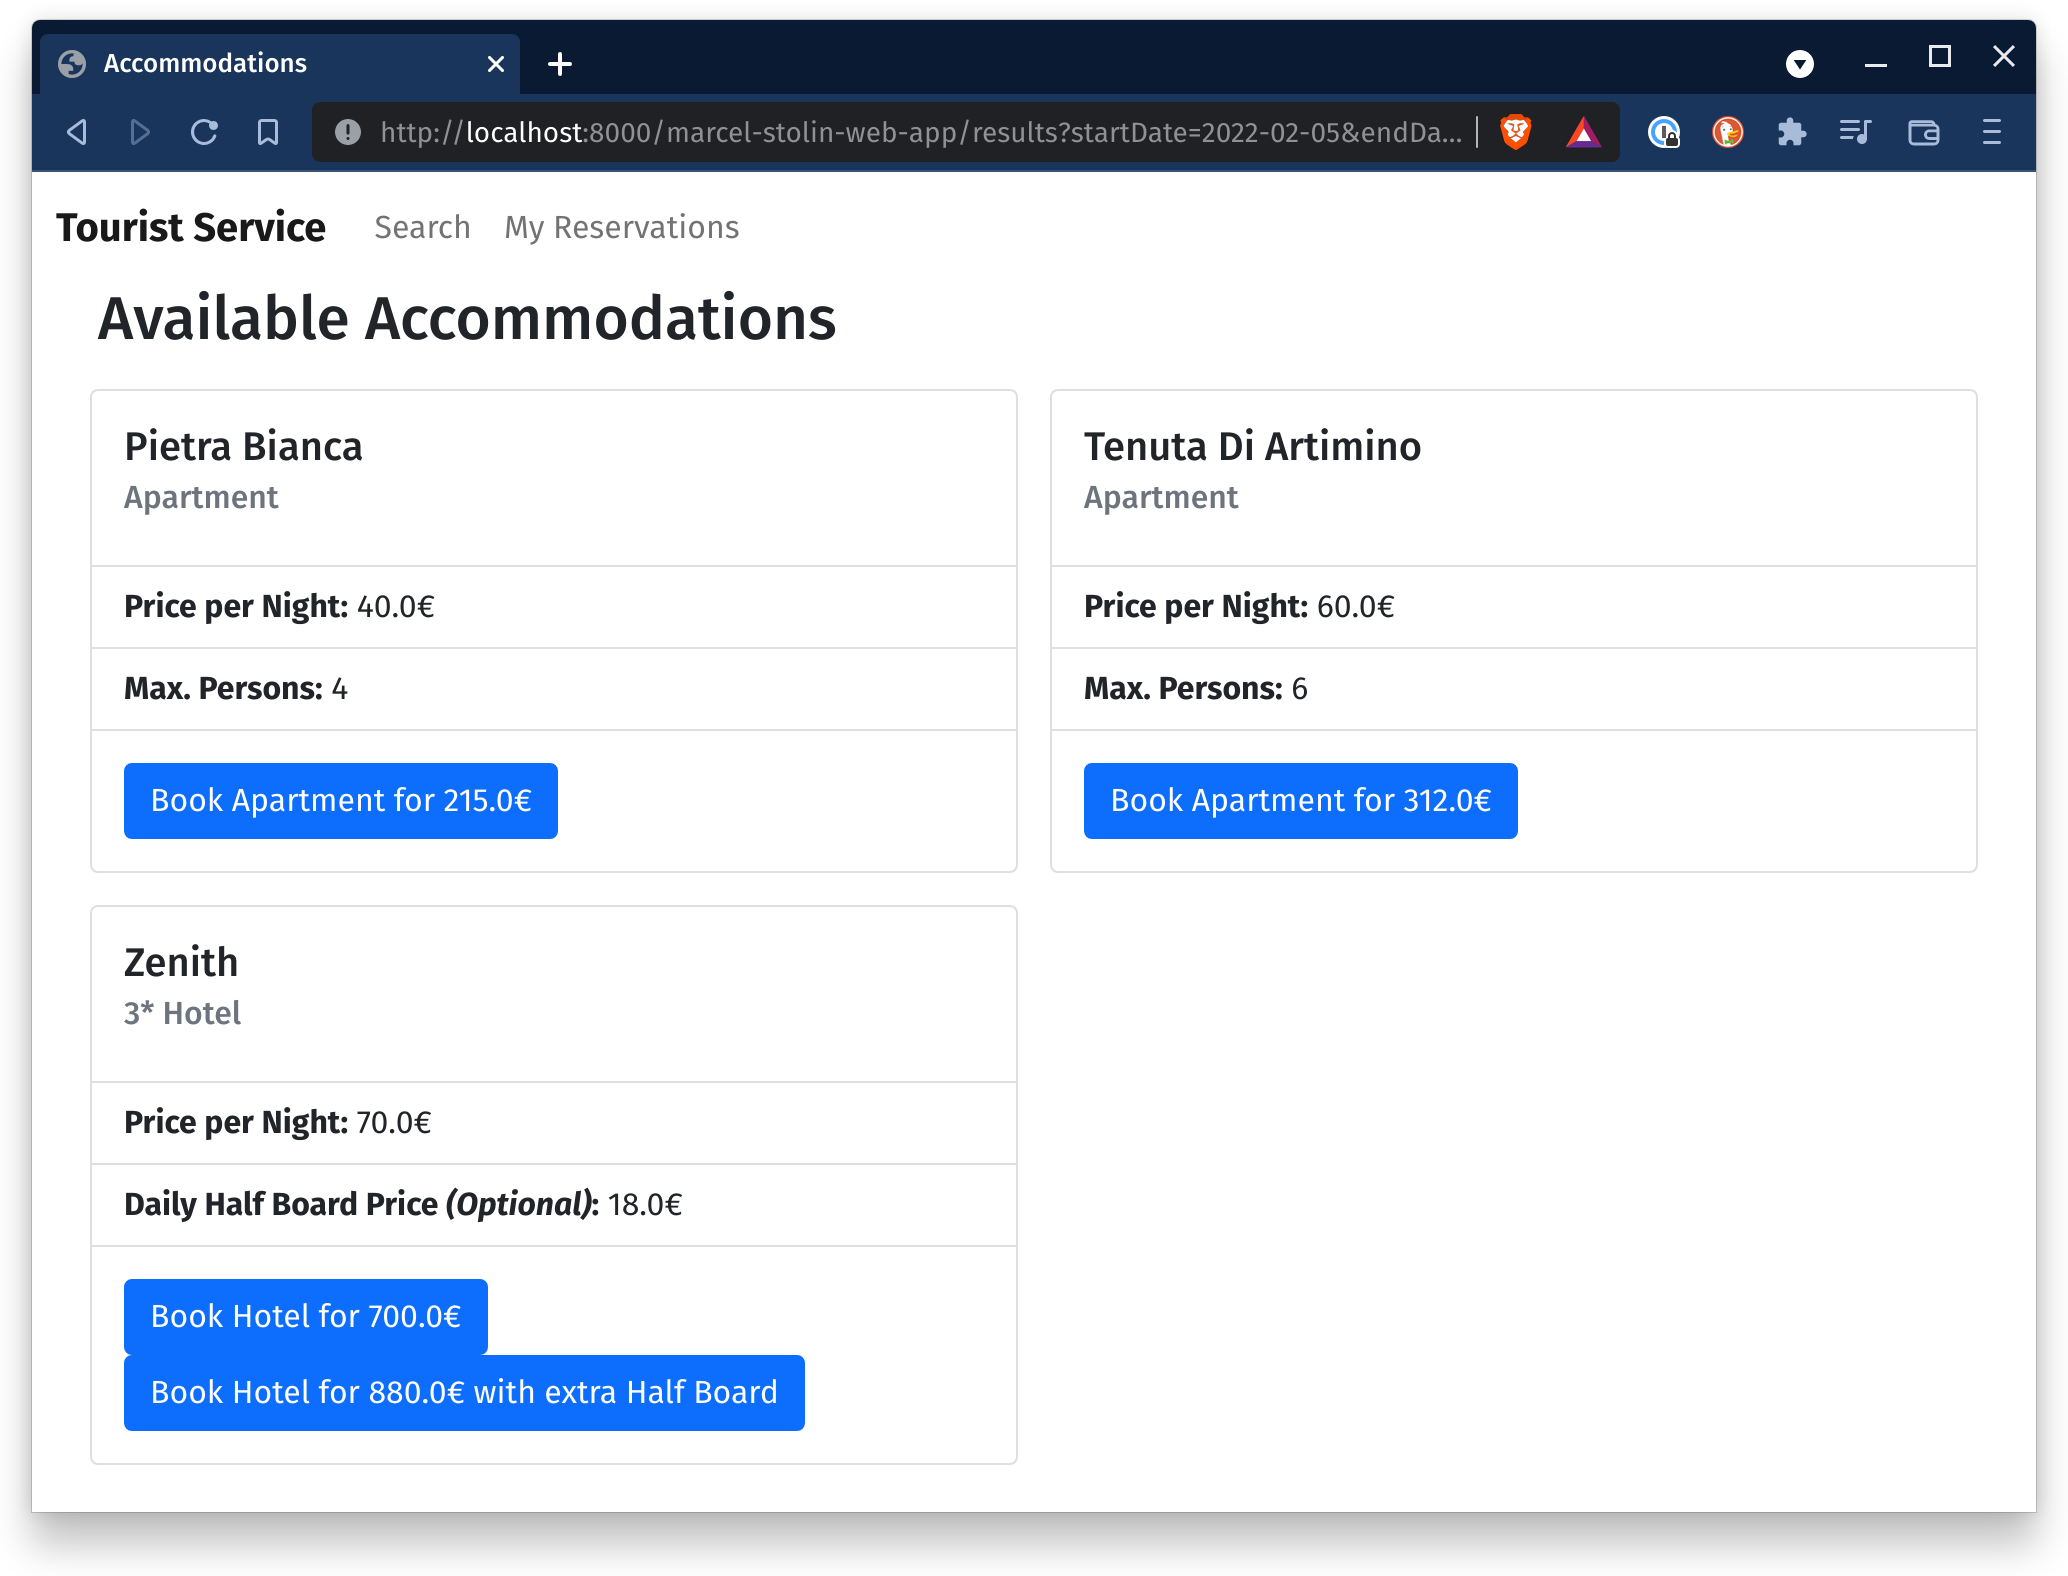 Accommodations
http://localhost:8000/marcel-stolin-web-app/results?startDate=2022-02-05&endDa...
Tourist Service Search My Reservations
Available Accommodations
Pietra Bianca
Apartment
Price per Night: 40.0€
Max. Persons: 4
Book Apartment for 215.0€
Tenuta Di Artimino
Apartment
Price per Night: 60.0€
Max. Persons: 6
Book Apartment for 312.0€
Zenith
3* Hotel
Price per Night: 70.0€
Daily Half Board Price (Optional): 18.0€
Book Hotel for 700.0€
Book Hotel for 880.0€ with extra Half Board